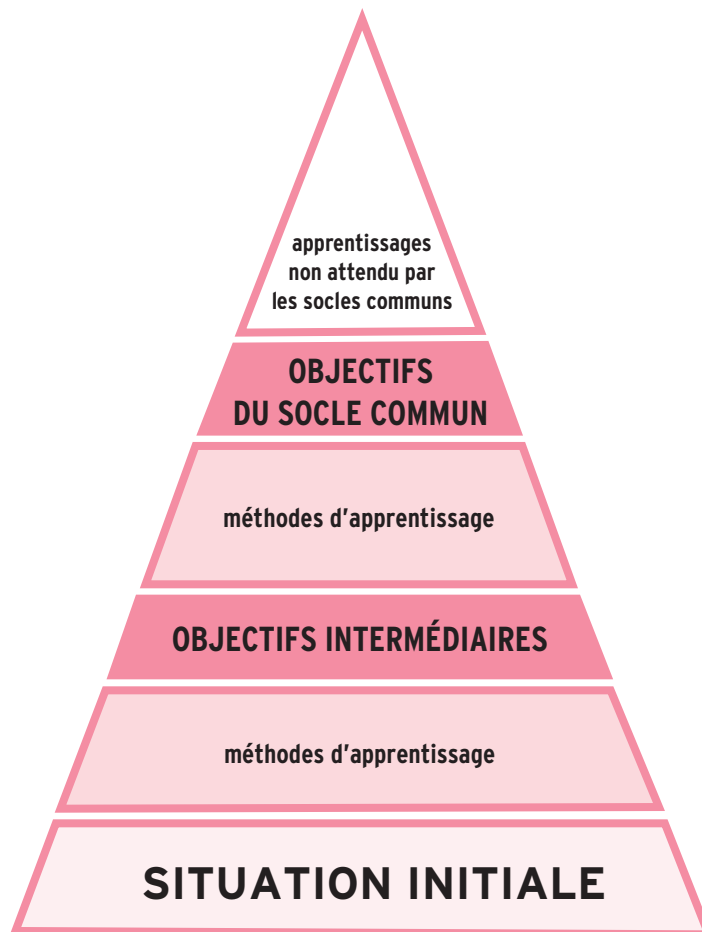 apprentissages
non attendu par
les socles communs
OBJECTIFS
DU SOCLE COMMUN
méthodes d'apprentissage
OBJECTIFS INTERMÉDIAIRES
méthodes d'apprentissage
SITUATION INITIALE